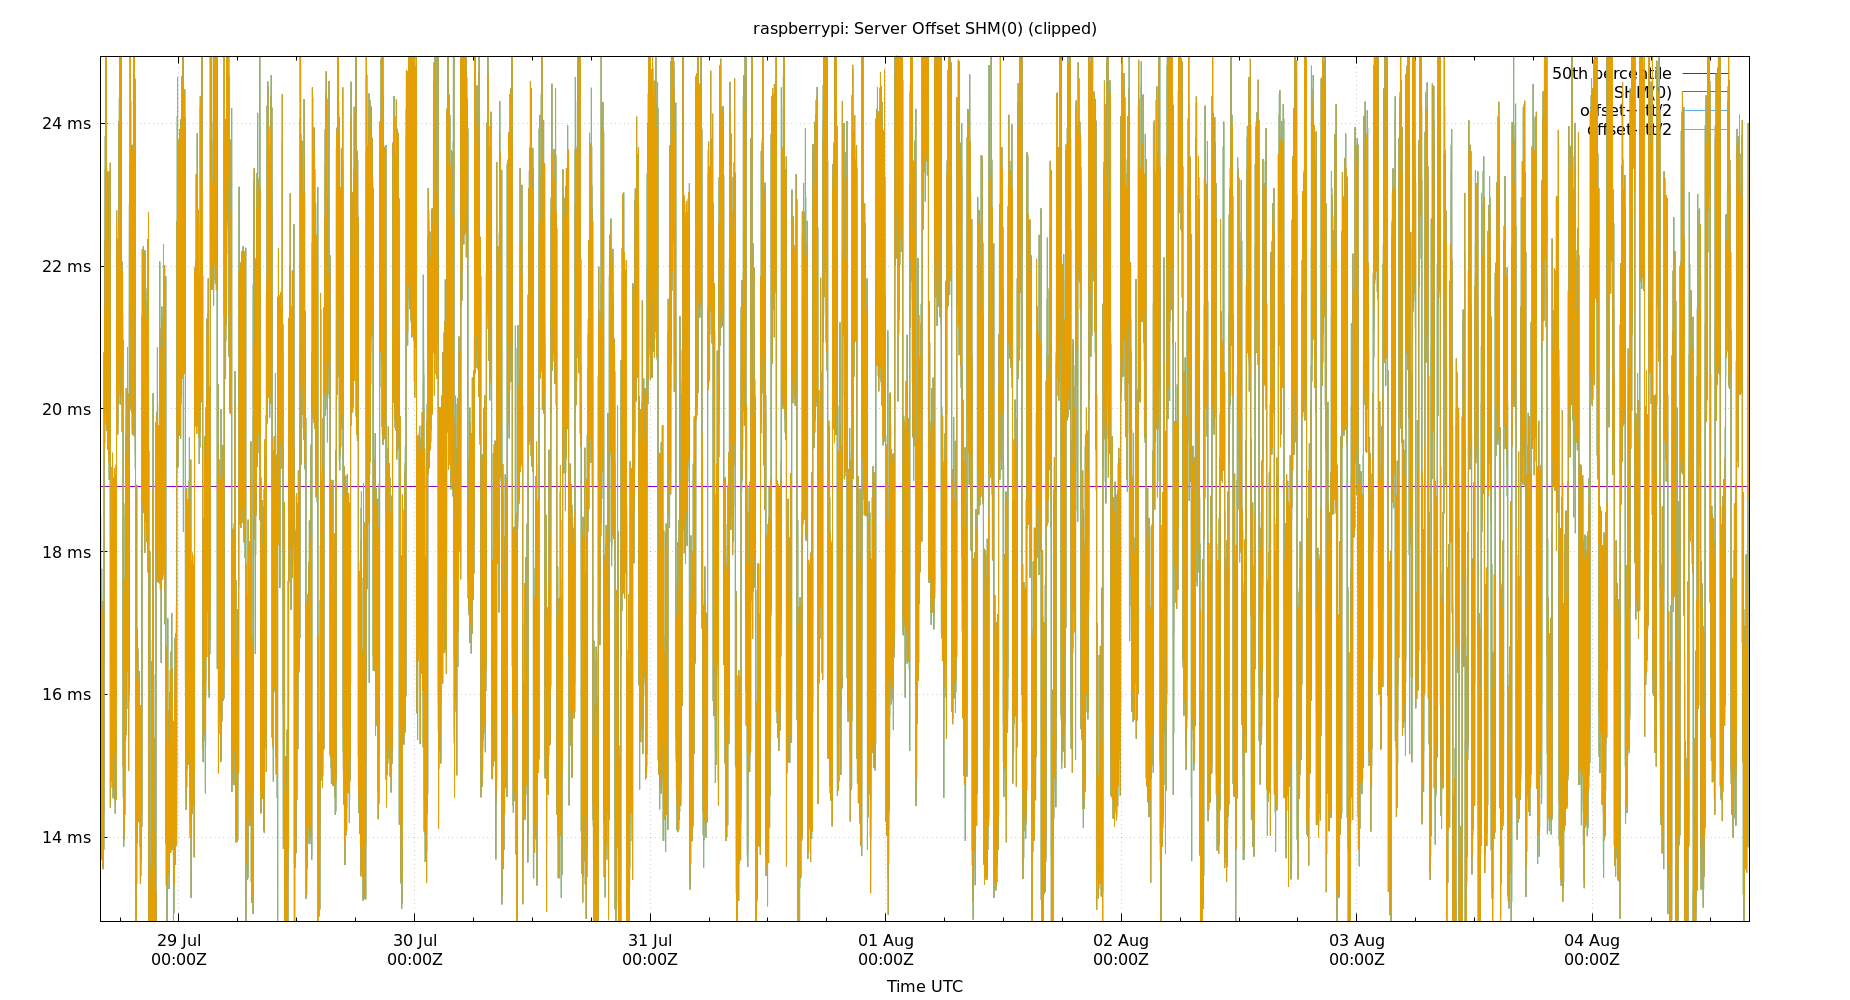 raspberrypi: Server Offset SHM(0) (clipped)
50th percentile
SHM(0)
24 ms
22 ms
20 ms
18 ms
16 ms
14 ms
29 Jul 30 Jul 31 Jul 01 Aug 02 Aug 03 Aug 04 Aug
00:00Z 00:00Z 00:00Z 00:00Z 00:00Z 00:00Z 00:00Z
Time UTC